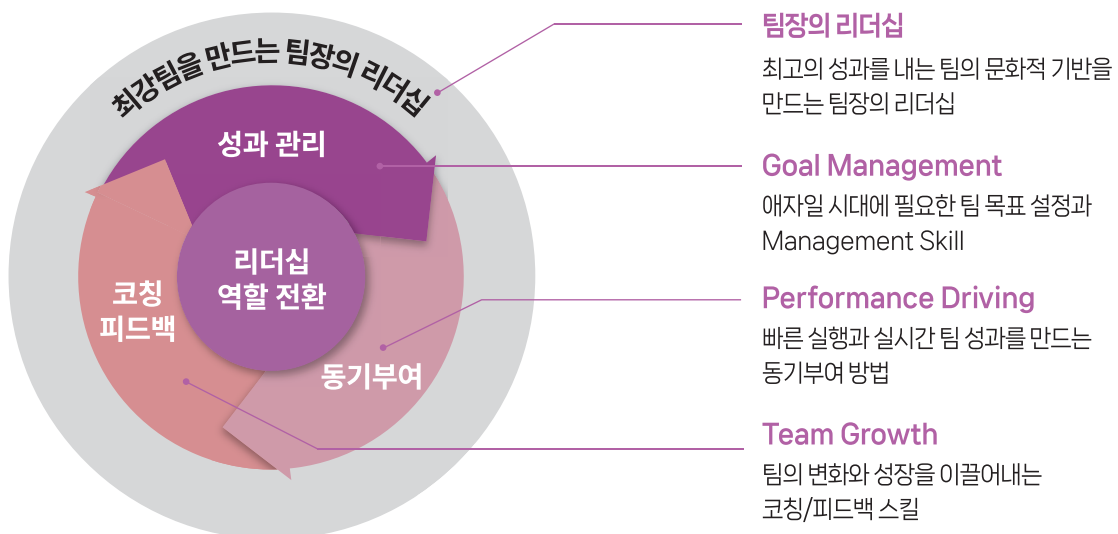 최강팀을 만드는 팀장의 리더십
성과 관리
리더십
역할 전환
코칭
피드백
동기부여
팀장의 리더십
최고의 성과를 내는 팀의 문화적 기반을
만드는 팀장의 리더십
Goal Management
애자일 시대에 필요한 팀 목표 설정과
Management Skill
Performance Driving
빠른 실행과 실시간 팀 성과를 만드는
동기부여 방법
Team Growth
팀의 변화와 성장을 이끌어내는
코칭/피드백 스킬